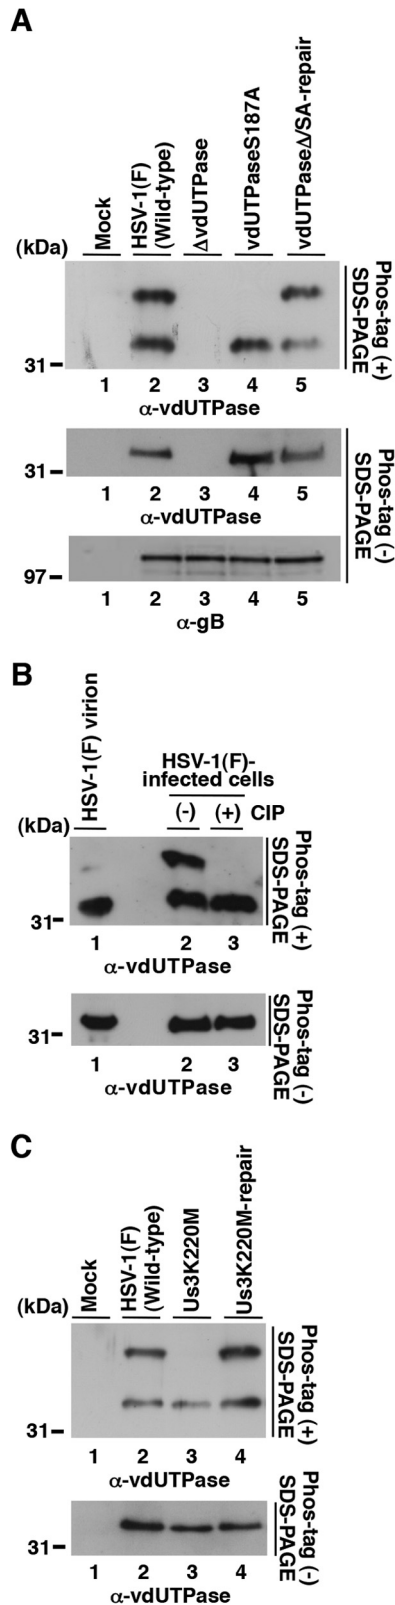 A
(kDa)
Mock
HSV-1(F)
(Wild-type)
ΔvdUTPase
vdUTPaseS187A
vdUTPaseΔ/SA-repair
31
Phos-tag (+)
SDS-PAGE
1 2 3 4 5
α-vdUTPase
31
1 2 3 4 5
α-vdUTPase
Phos-tag (-)
SDS-PAGE
97
1 2 3 4 5
α-gB
B
HSV-1(F) virion
HSV-1(F)-
infected cells
(-) (+) CIP
(kDa)
31
Phos-tag (+)
SDS-PAGE
1 2 3
α-vdUTPase
31
Phos-tag (-)
SDS-PAGE
1 2 3
α-vdUTPase
C
(kDa)
Mock
HSV-1(F)
(Wild-type)
Us3K220M
Us3K220M-repair
31
Phos-tag (+)
SDS-PAGE
1 2 3 4
α-vdUTPase
31
Phos-tag (-)
SDS-PAGE
1 2 3 4
α-vdUTPase